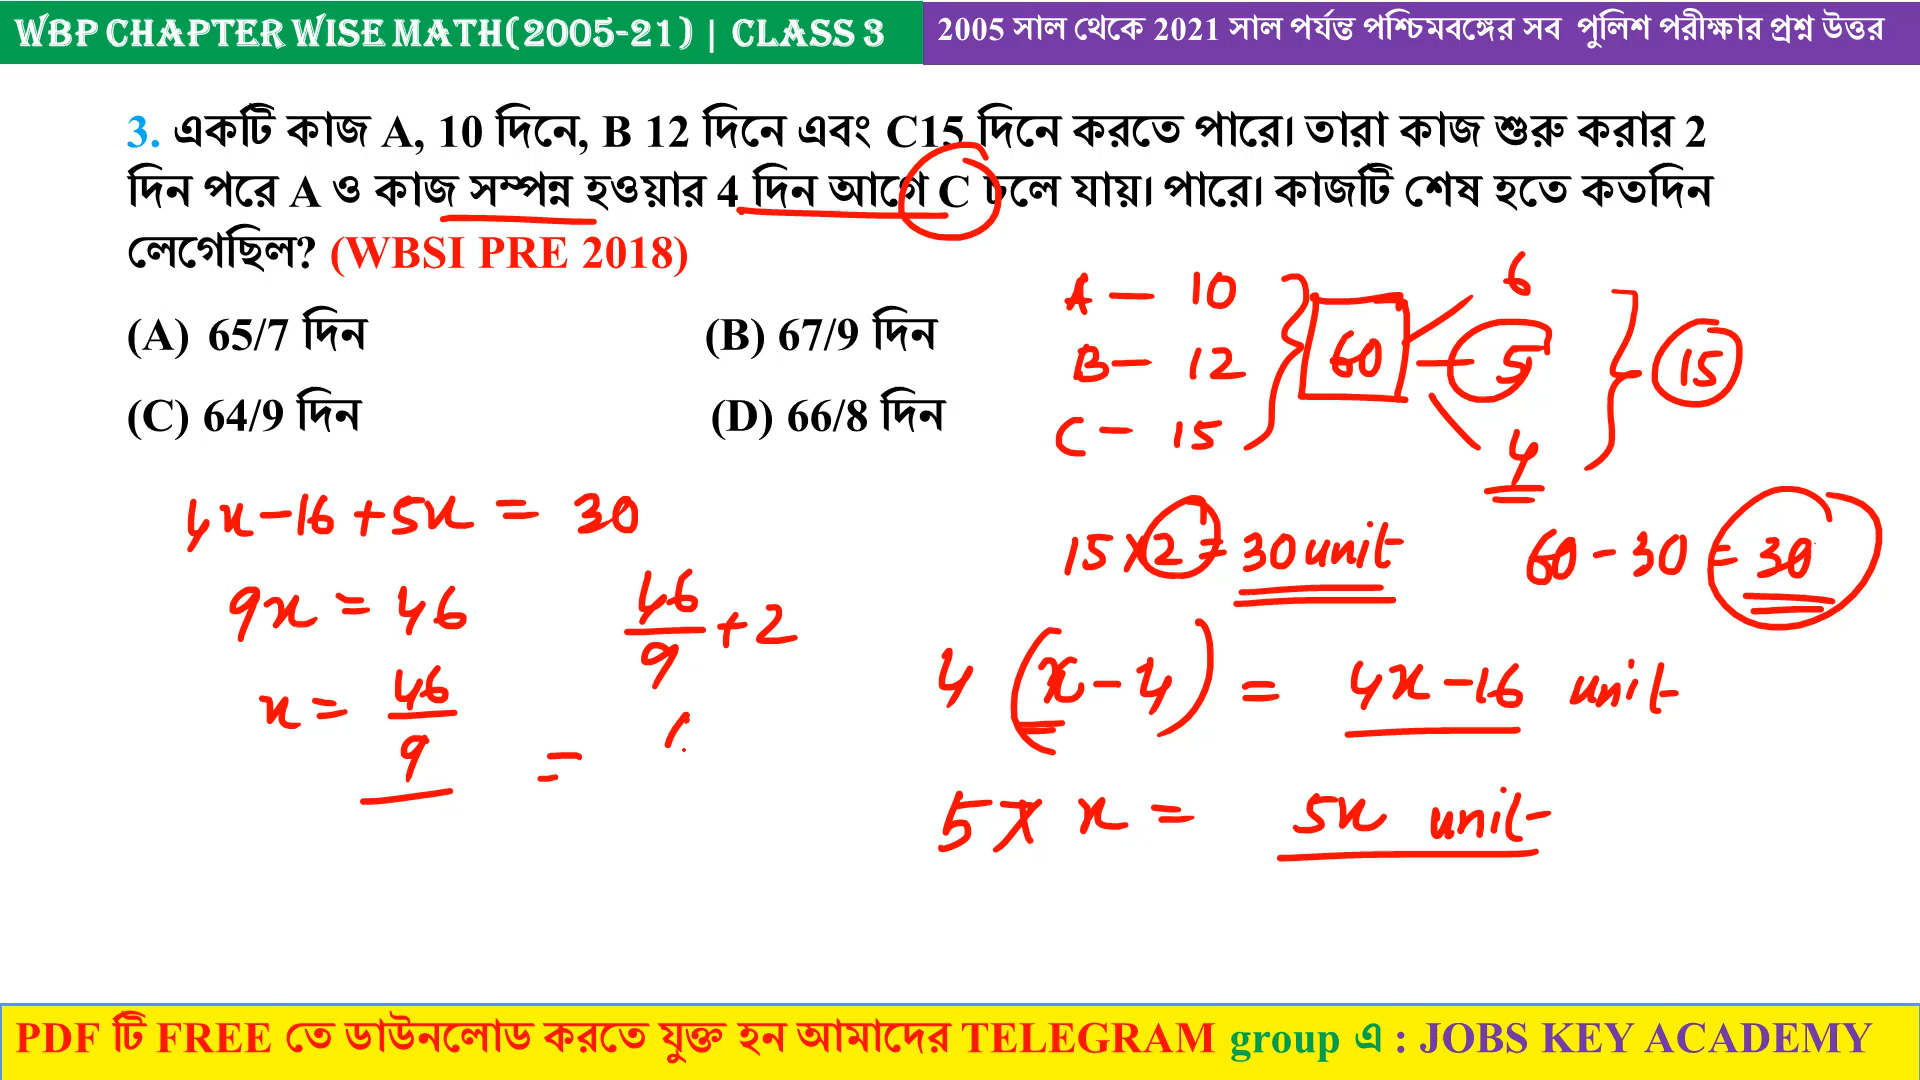 WBP CHAPTER WISE MATH(2005-21) | CLASS 3
2005 সাল থেকে 2021 সাল পর্যন্ত পশ্চিমবঙ্গের সব পুলিশ পরীক্ষার প্রশ্ন উত্তর
3. একটি কাজ A, 10 দিনে, B 12 দিনে এবং C15 দিনে করতে পারে। তারা কাজ শুরু করার 2
দিন পরে A ও কাজ সম্পন্ন হওয়ার 4 দিন আগে C চলে যায়। পারে। কাজটি শেষ হতে কতদিন
লেগেছিল? (WBSI PRE 2018)
(A) 65/7 দিন
(B) 67/9 দিন
(C) 64/9 দিন
(D) 66/8 দিন
A — 10
B — 12
C — 15
60
6
5
4
15
15 × 2 = 30 unit
60 - 30 = 30
4 (x - 4) = 4x - 16 unit
5 × x = 5x unit
4x - 16 + 5x = 30
9x = 46
x = 46/9
46/9 + 2
=
PDF টি FREE তে ডাউনলোড করতে যুক্ত হন আমাদের TELEGRAM group এ : JOBS KEY ACADEMY